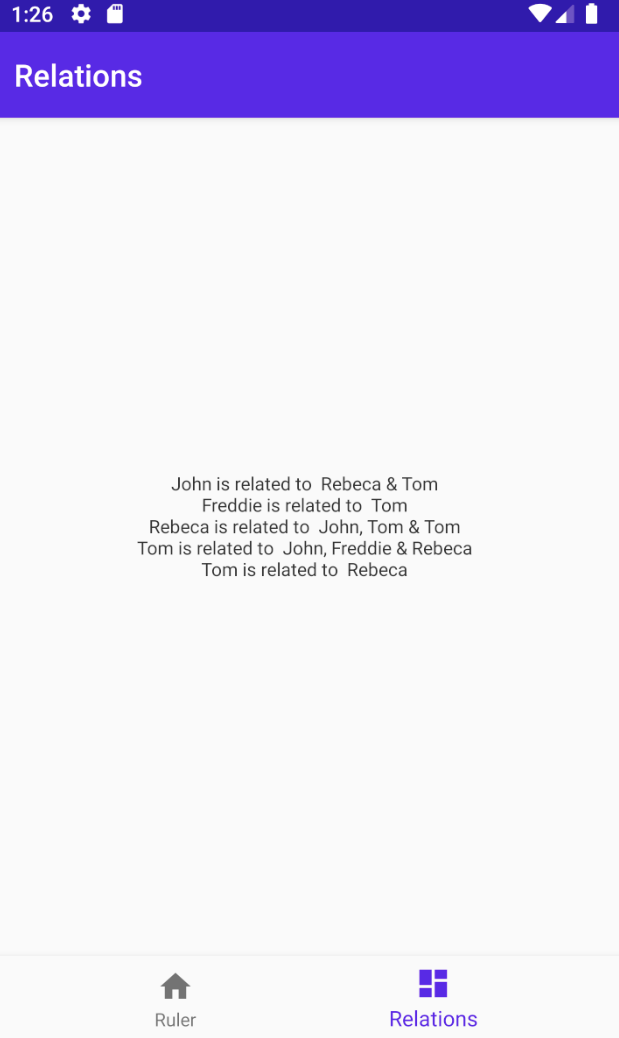 1:26
Relations
John is related to  Rebeca & Tom
Freddie is related to  Tom
Rebeca is related to  John, Tom & Tom
Tom is related to  John, Freddie & Rebeca
Tom is related to  Rebeca
Ruler
Relations